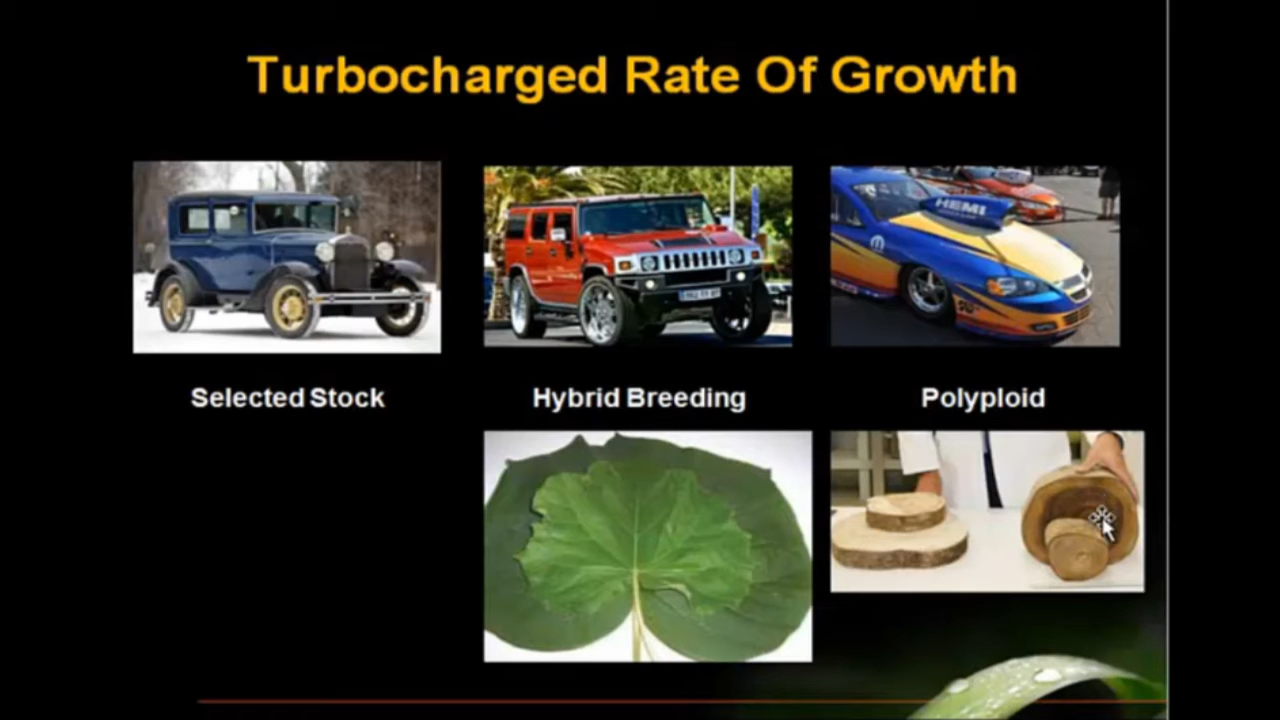 Turbocharged Rate Of Growth
HEMI
Selected Stock
Hybrid Breeding
Polyploid